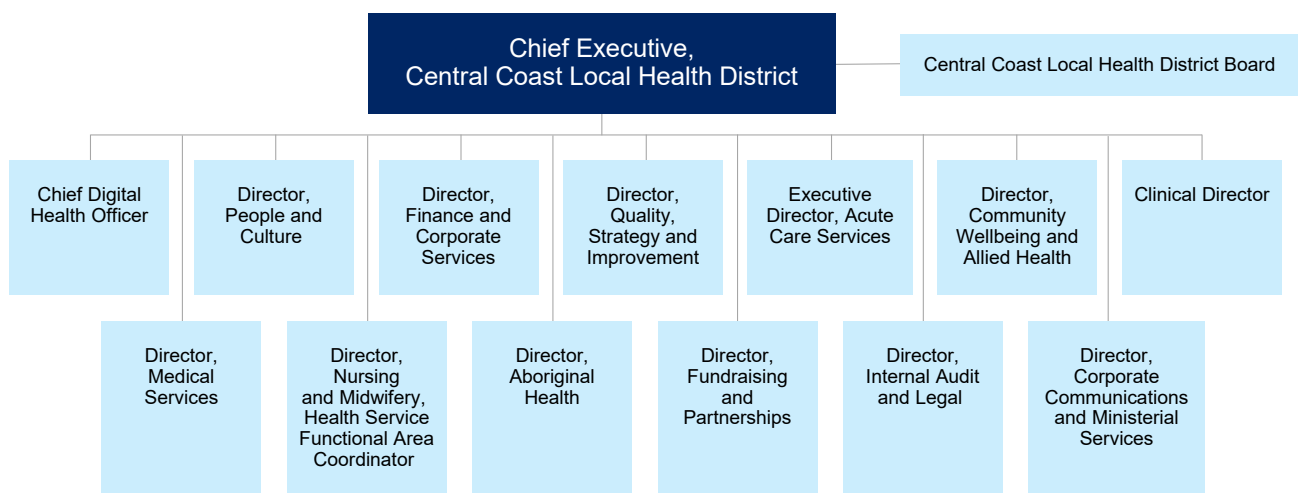 Chief Executive,
Central Coast Local Health District
Central Coast Local Health District Board
Chief Digital
Health Officer
Director,
People and
Culture
Director,
Finance and
Corporate
Services
Director,
Quality,
Strategy and
Improvement
Executive
Director, Acute
Care Services
Director,
Community
Wellbeing and
Allied Health
Clinical Director
Director,
Medical
Services
Director,
Nursing
and Midwifery,
Health Service
Functional Area
Coordinator
Director,
Aboriginal
Health
Director,
Fundraising
and
Partnerships
Director,
Internal Audit
and Legal
Director,
Corporate
Communications
and Ministerial
Services